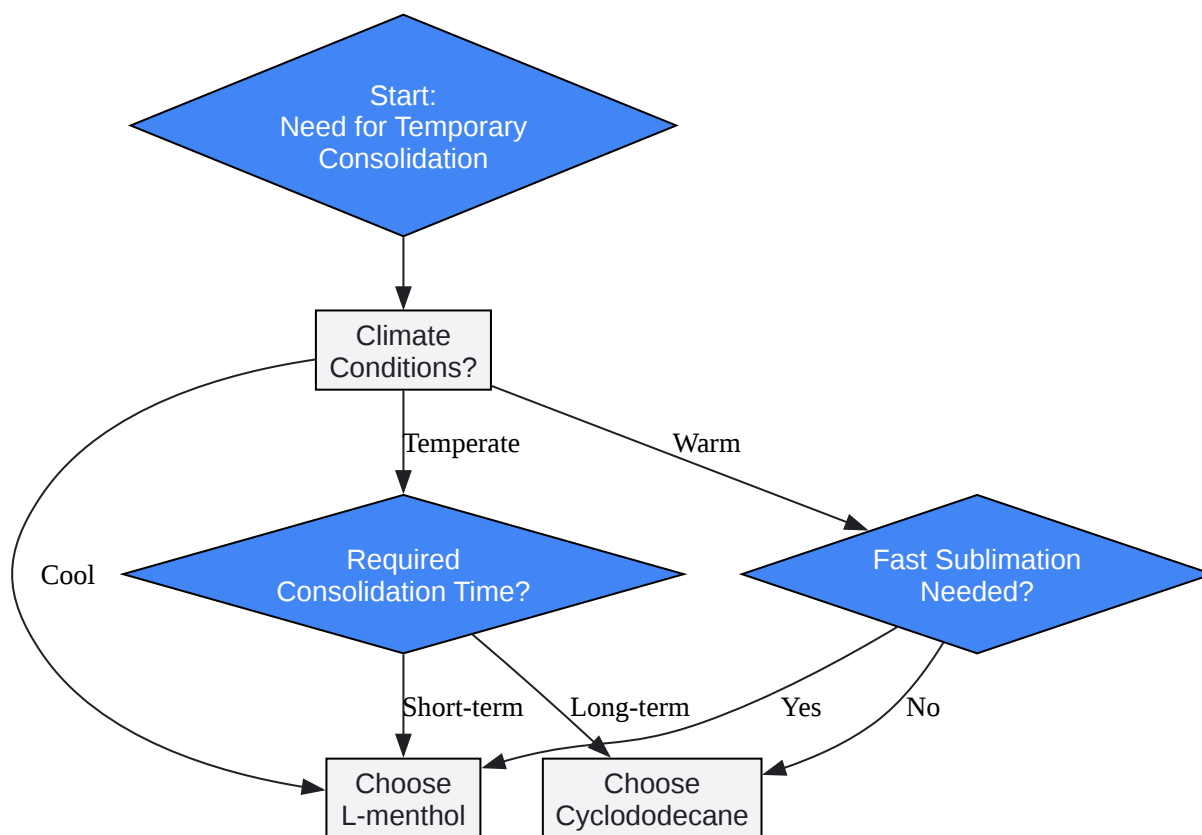 Start:
Need for Temporary
Consolidation
Climate
Conditions?
Temperate
Warm
Cool
Required
Consolidation Time?
Fast Sublimation
Needed?
Short-term
Long-term
Yes
No
Choose
L-menthol
Choose
Cyclododecane